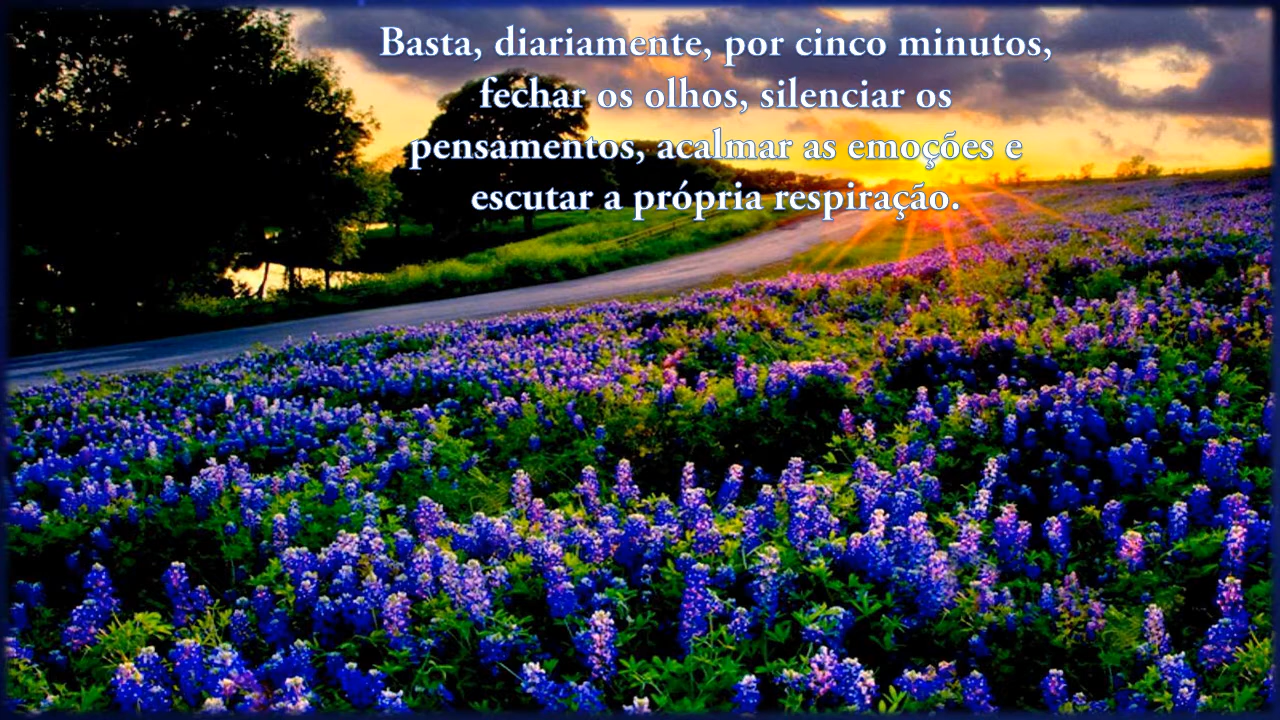 Basta, diariamente, por cinco minutos,
fechar os olhos, silenciar os
pensamentos, acalmar as emoções e
escutar a própria respiração.